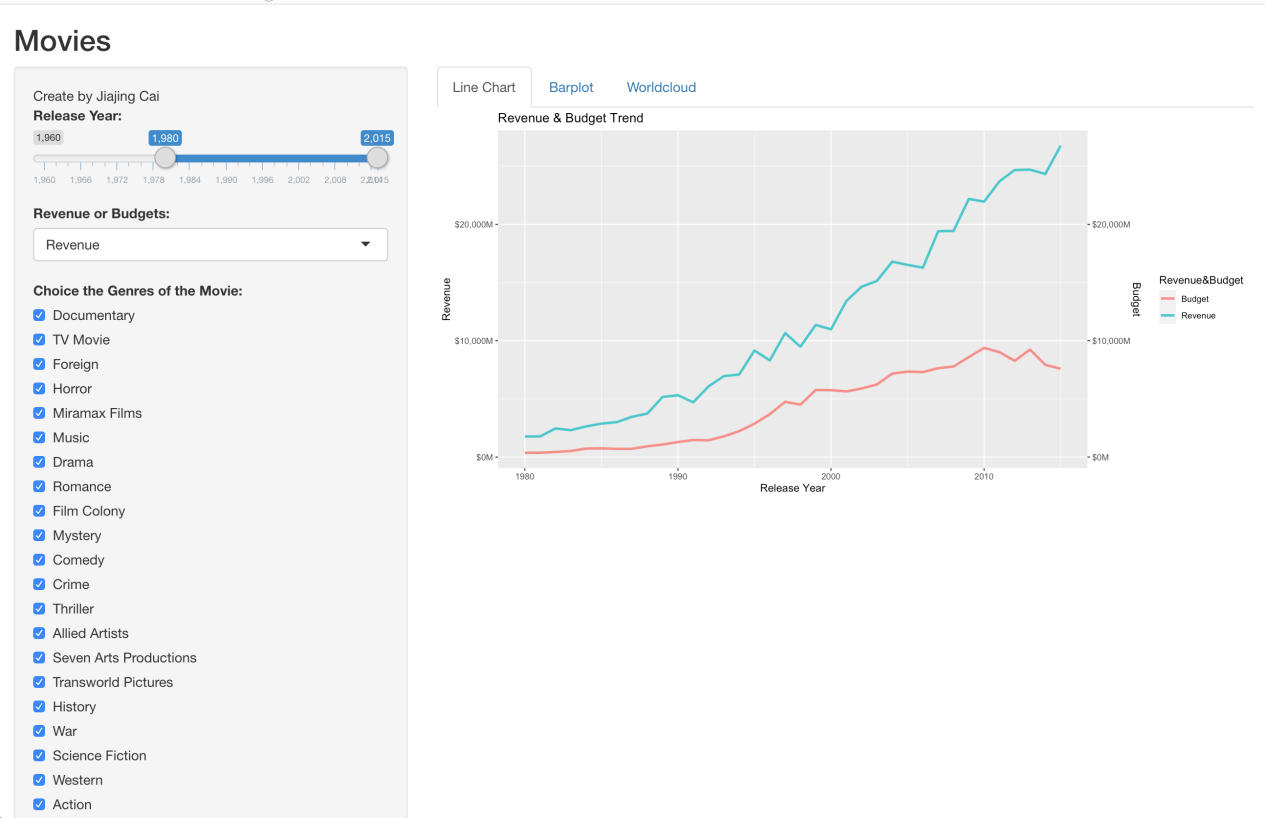 Movies
Create by Jiajing Cai
Release Year:
1,960 1,980 2,015
1,960 1,966 1,972 1,978 1,984 1,990 1,996 2,002 2,008 2,015
Revenue or Budgets:
Revenue
Choice the Genres of the Movie:
Documentary
TV Movie
Foreign
Horror
Miramax Films
Music
Drama
Romance
Film Colony
Mystery
Comedy
Crime
Thriller
Allied Artists
Seven Arts Productions
Transworld Pictures
History
War
Science Fiction
Western
Action
Line Chart Barplot Worldcloud
Revenue & Budget Trend
Revenue
$20,000M
$10,000M
$0M
1980 1990 2000 2010
Release Year
$20,000M
$10,000M
$0M
Budget
Revenue&Budget
Budget
Revenue